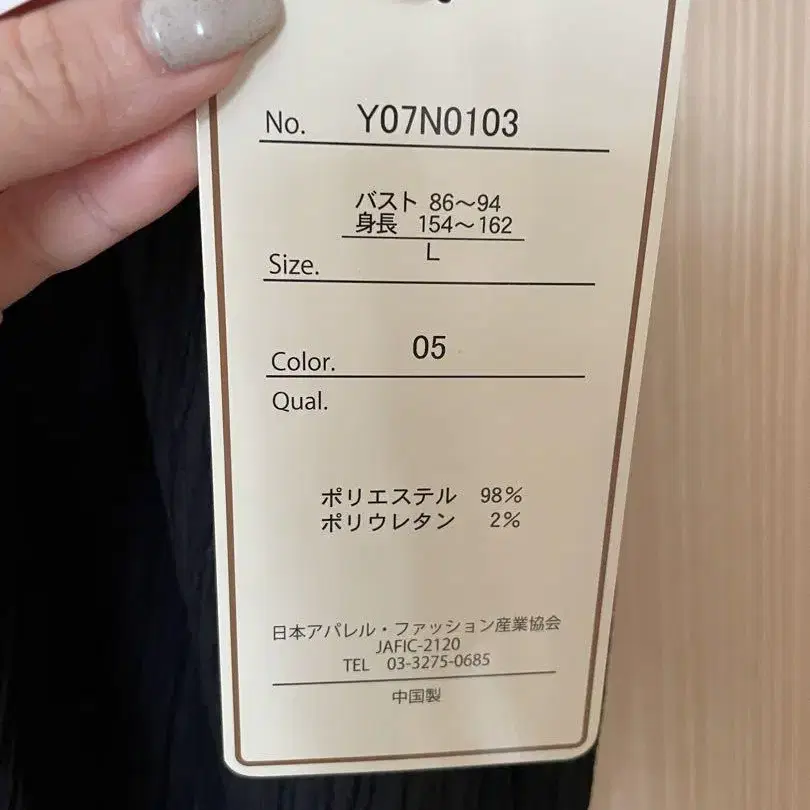 No. Y07N0103
バスト 86〜94
身長 154〜162
L
Size.
Color. 05
Qual.
ポリエステル 98%
ポリウレタン 2%
日本アパレル・ファッション産業協会
JAFIC-2120
TEL 03-3275-0685
中国製